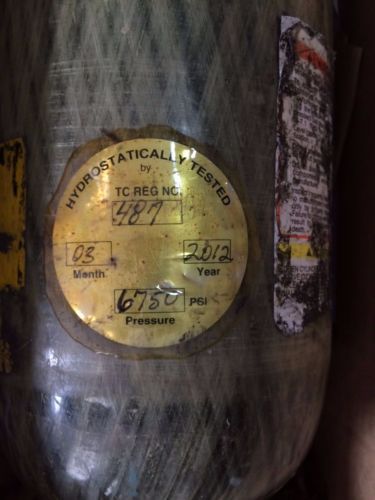 HYDROSTATICALLY TESTED
by
TC REG NO.
487
03 2012
Month Year
6750 PSI
Pressure